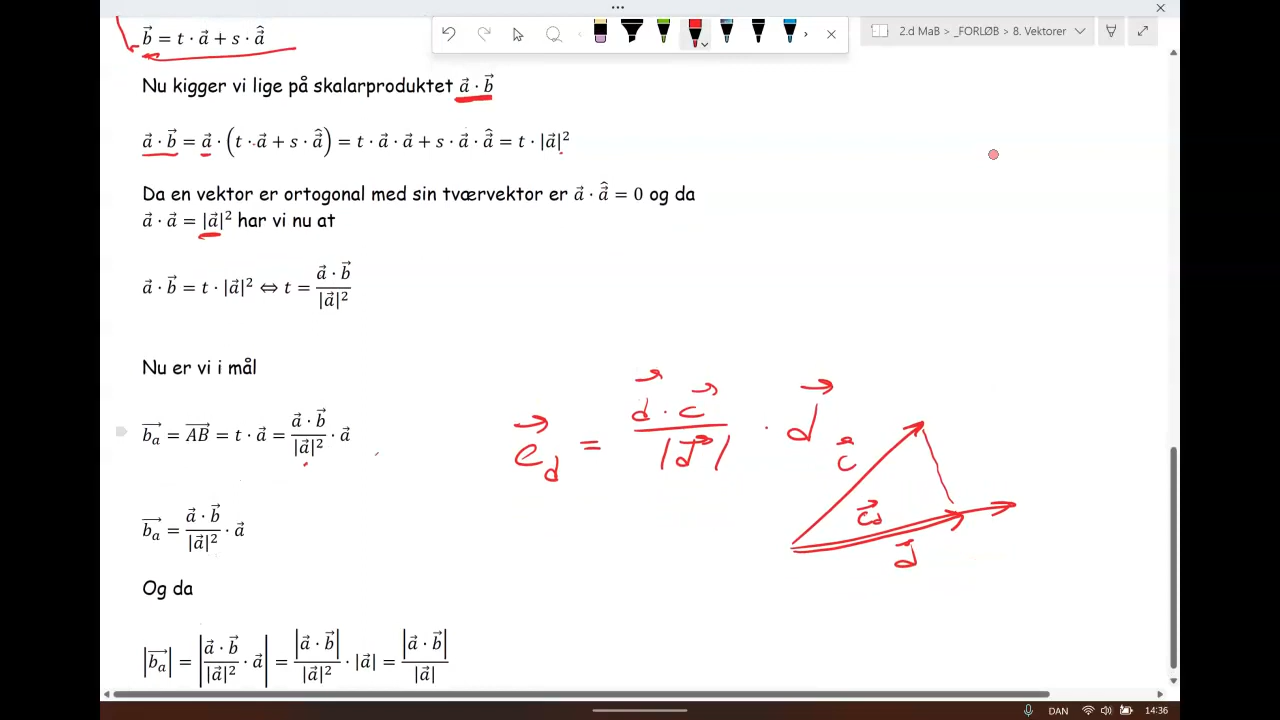 2.d MaB > _FORLØB > 8. Vektorer
b⃗ = t · a⃗ + s · a⃗̂
Nu kigger vi lige på skalarproduktet a⃗ · b⃗
a⃗ · b⃗ = a⃗ · (t · a⃗ + s · a⃗̂) = t · a⃗ · a⃗ + s · a⃗ · a⃗̂ = t · |a⃗|²
Da en vektor er ortogonal med sin tværvektor er a⃗ · a⃗̂ = 0 og da
a⃗ · a⃗ = |a⃗|² har vi nu at
a⃗ · b⃗ = t · |a⃗|² ⇔ t = (a⃗ · b⃗)/|a⃗|²
Nu er vi i mål
b⃗ₐ = A⃗B⃗ = t · a⃗ = (a⃗ · b⃗)/|a⃗|² · a⃗
e⃗_d = (d⃗ · c⃗)/|d⃗| · d⃗
c⃗
c⃗_d
d⃗
b⃗ₐ = (a⃗ · b⃗)/|a⃗|² · a⃗
Og da
|b⃗ₐ| = |(a⃗ · b⃗)/|a⃗|² · a⃗| = |a⃗ · b⃗|/|a⃗|² · |a⃗| = |a⃗ · b⃗|/|a⃗|
DAN 14:36